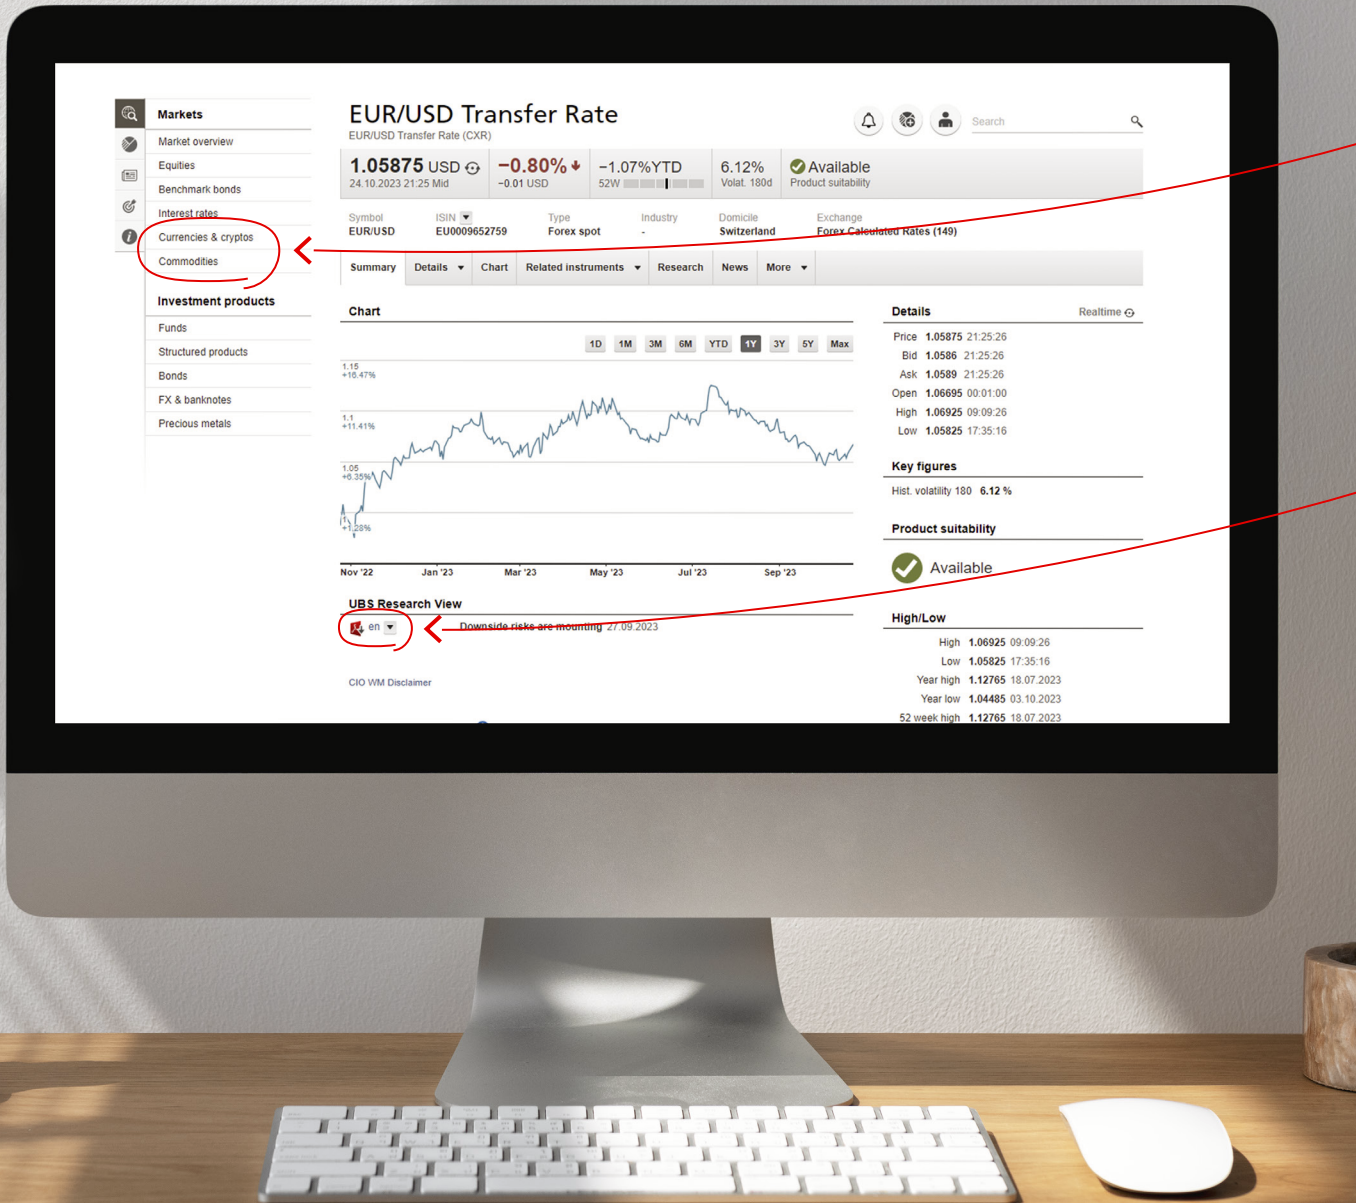 Markets
Market overview
Equities
Benchmark bonds
Interest rates
Currencies & cryptos
Commodities
Investment products
Funds
Structured products
Bonds
FX & banknotes
Precious metals
EUR/USD Transfer Rate
EUR/USD Transfer Rate (CXR)
Search
1.05875 USD
24.10.2023 21:25 Mid
−0.80%
−0.01 USD
−1.07%YTD
52W
6.12%
Volat. 180d
Available
Product suitability
Symbol ISIN Type Industry Domicile Exchange
EUR/USD EU0009652759 Forex spot - Switzerland Forex Calculated Rates (149)
Summary Details Chart Related instruments Research News More
Chart
1D 1M 3M 6M YTD 1Y 3Y 5Y Max
1.15
+16.47%
1.1
+11.41%
1.05
+6.35%
1
+1.28%
Nov '22 Jan '23 Mar '23 May '23 Jul '23 Sep '23
UBS Research View
en Downside risks are mounting 27.09.2023
CIO WM Disclaimer
Details Realtime
Price 1.05875 21:25:26
Bid 1.0586 21:25:26
Ask 1.0589 21:25:26
Open 1.06695 00:01:00
High 1.06925 09:09:26
Low 1.05825 17:35:16
Key figures
Hist. volatility 180 6.12 %
Product suitability
Available
High/Low
High 1.06925 09:09:26
Low 1.05825 17:35:16
Year high 1.12765 18.07.2023
Year low 1.04485 03.10.2023
52 week high 1.12765 18.07.2023